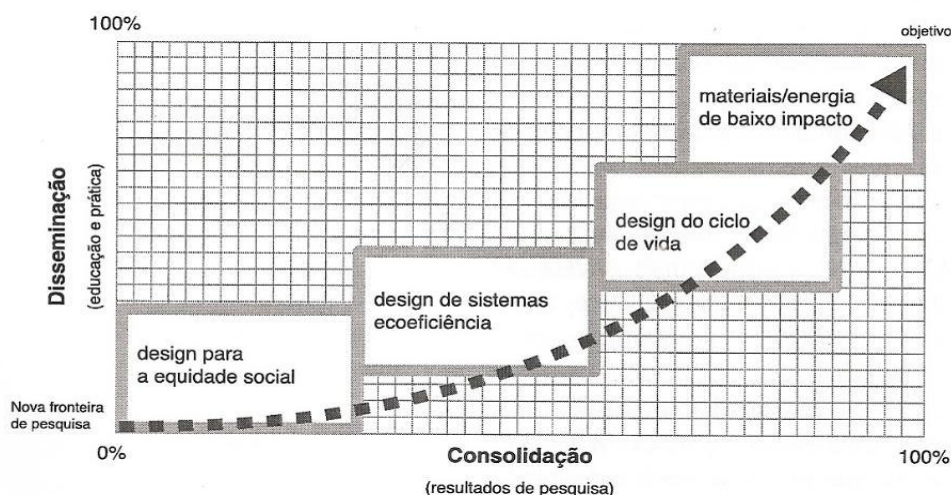 100%
objetivo
materiais/energia
de baixo impacto
design do ciclo
de vida
design de sistemas
ecoeficiência
design para
a equidade social
Disseminação
(educação e prática)
Nova fronteira
de pesquisa
0%
Consolidação
100%
(resultados de pesquisa)